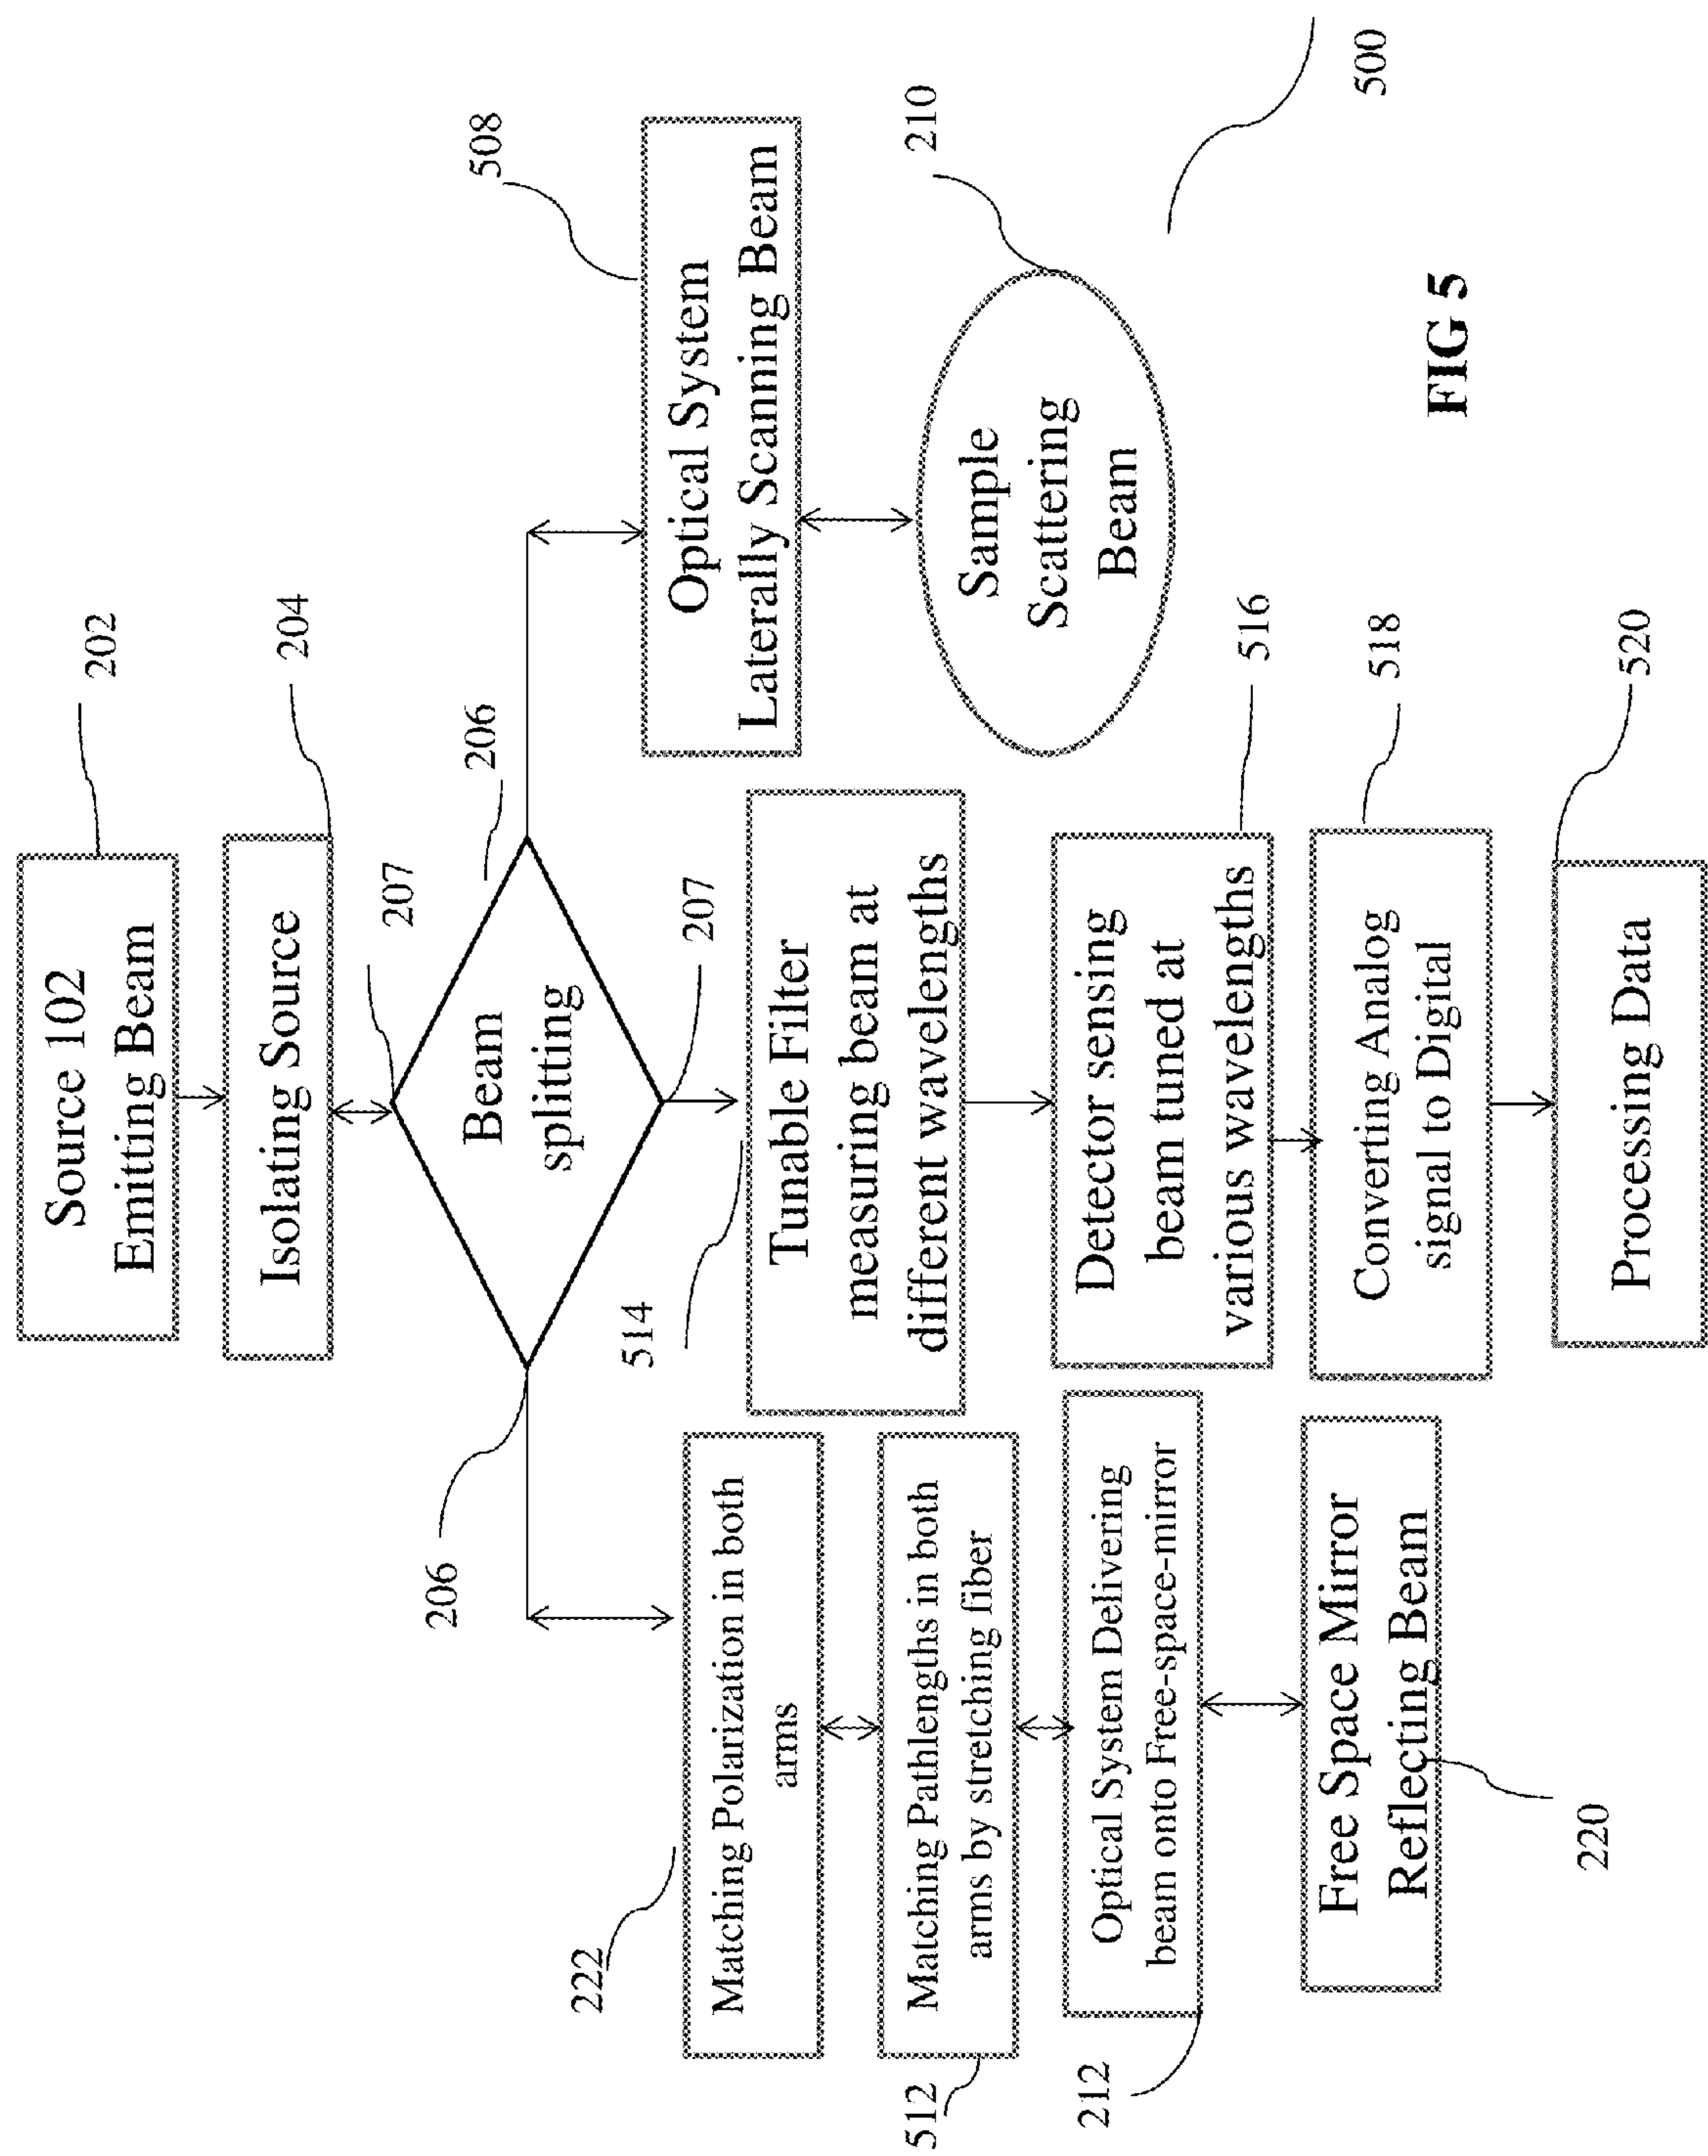 Source 102
Emitting Beam
202
Isolating Source
204
207
206
Beam
splitting
206
207
508
Optical System
Laterally Scanning Beam
210
Sample
Scattering
Beam
514
Tunable Filter
measuring beam at
different wavelengths
Detector sensing
beam tuned at
various wavelengths
516
Converting Analog
signal to Digital
518
Processing Data
520
222
Matching Polarization in both
arms
512
Matching Pathlengths in both
arms by stretching fiber
212
Optical System Delivering
beam onto Free-space-mirror
Free Space Mirror
Reflecting Beam
220
500
FIG 5